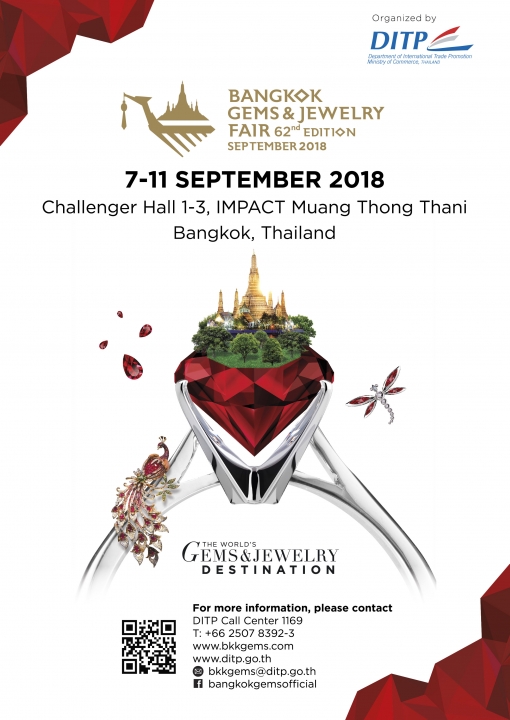 Organized by
DITP
Department of International Trade Promotion
Ministry of Commerce, THAILAND
BANGKOK
GEMS & JEWELRY
FAIR 62nd EDITION
SEPTEMBER 2018
7-11 SEPTEMBER 2018
Challenger Hall 1-3, IMPACT Muang Thong Thani
Bangkok, Thailand
THE WORLD'S
GEMS&JEWELRY
DESTINATION
For more information, please contact
DITP Call Center 1169
T: +66 2507 8392-3
www.bkkgems.com
www.ditp.go.th
bkkgems@ditp.go.th
bangkokgemsofficial